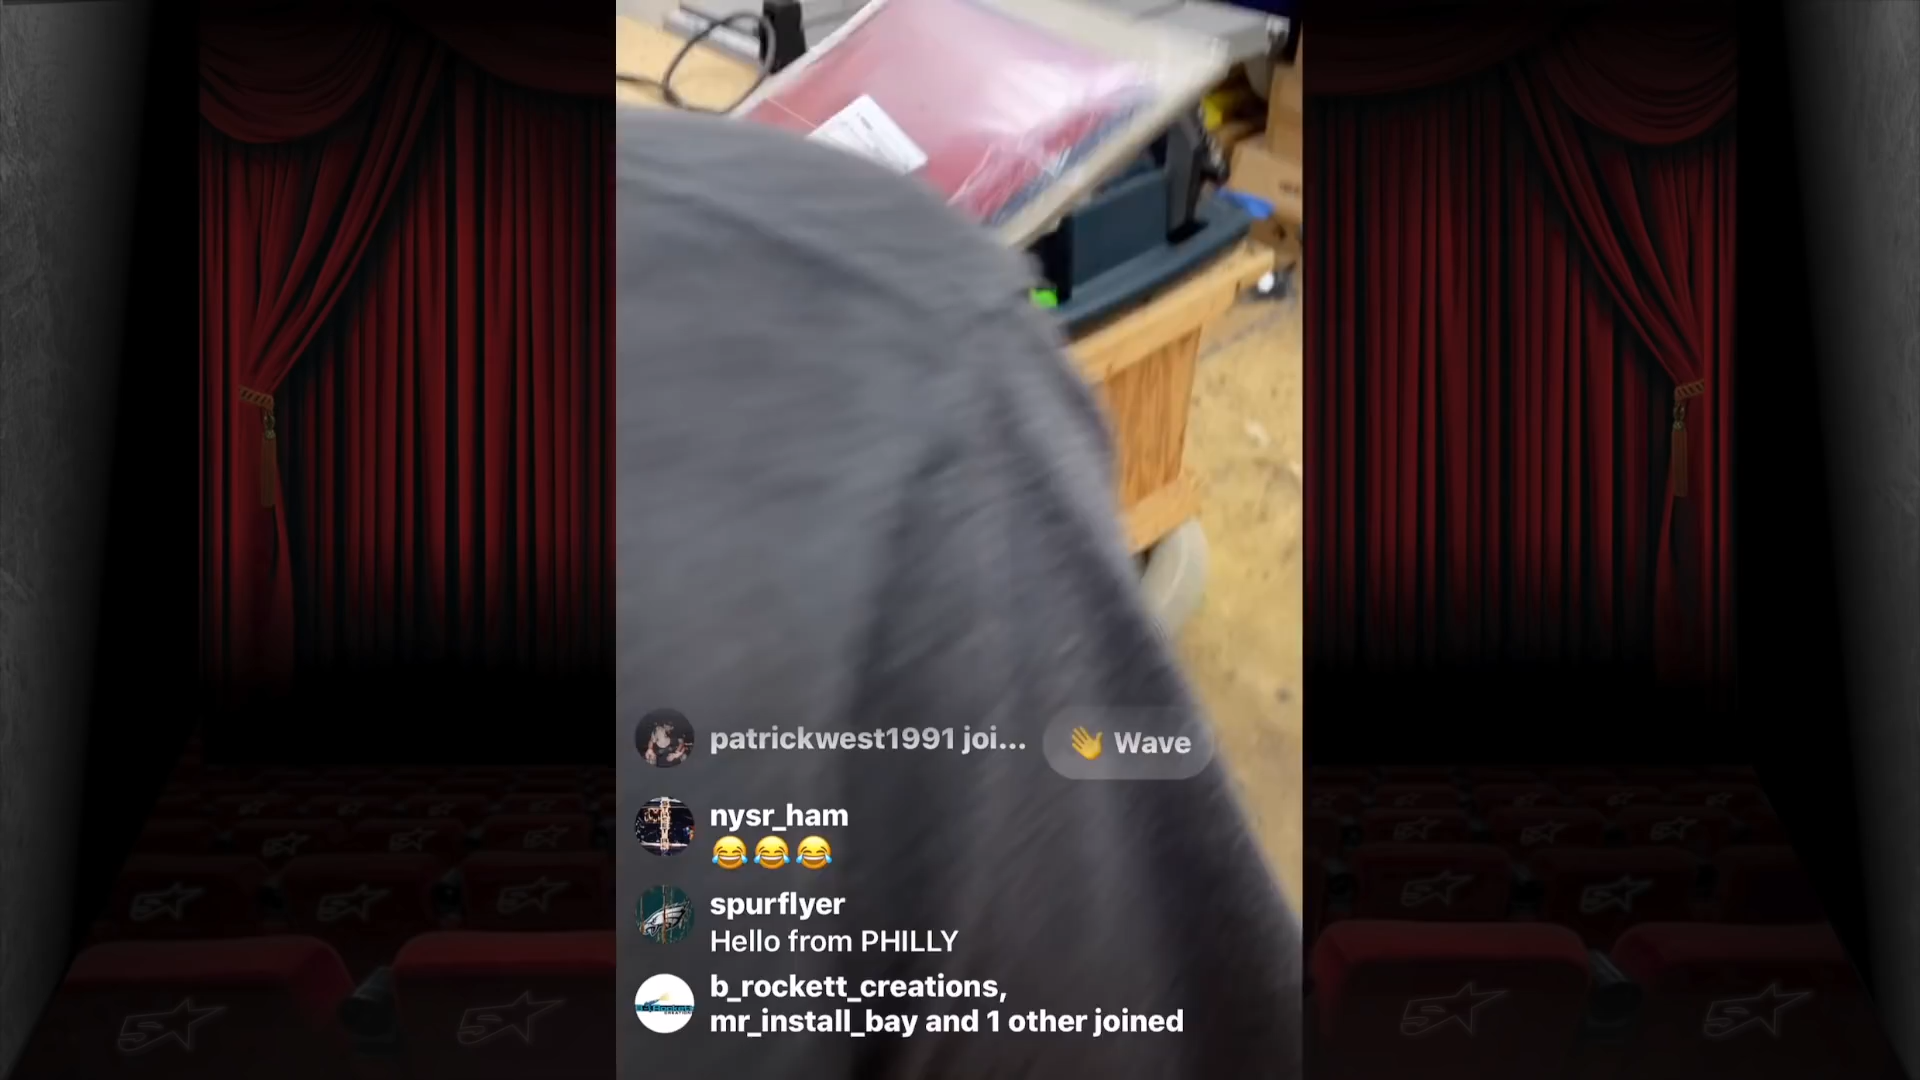 patrickwest1991 joi...
👋 Wave
nysr_ham
😂😂😂
spurflyer
Hello from PHILLY
b_rockett_creations,
mr_install_bay and 1 other joined